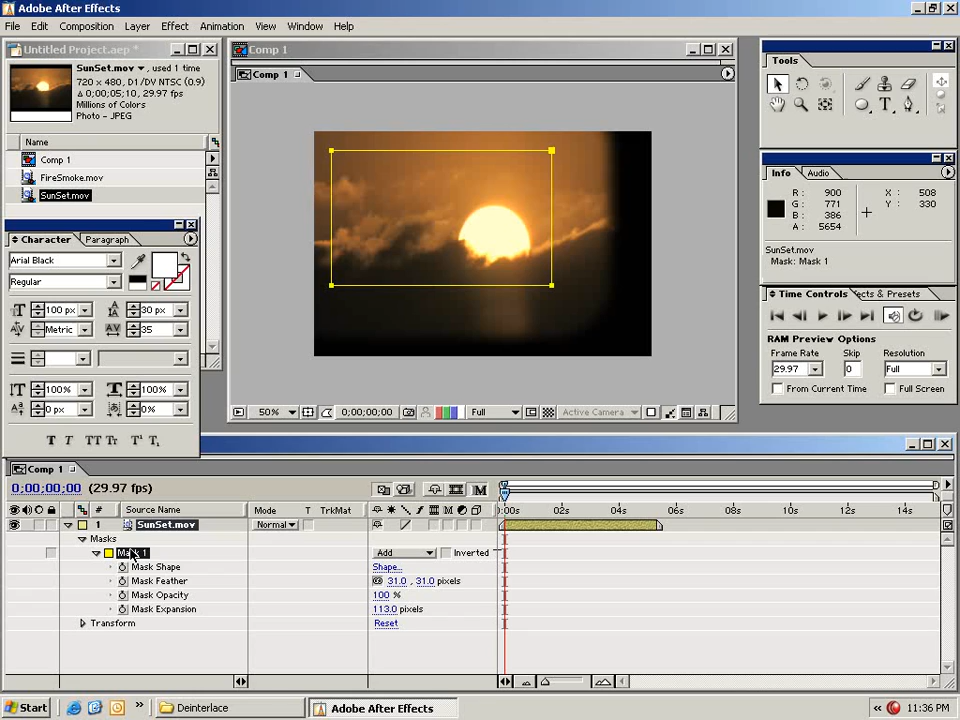 Adobe After Effects
File Edit Composition Layer Effect Animation View Window Help
Untitled Project.aep *
SunSet.mov ▼ , used 1 time
720 x 480, D1/DV NTSC (0.9)
Δ 0;00;05;10, 29.97 fps
Millions of Colors
Photo - JPEG
Name
Comp 1
FireSmoke.mov
SunSet.mov
Character Paragraph
Arial Black
Regular
100 px 30 px
Metric 35
100% 100%
0 px 0%
T T TT Tт T¹ T₁
Comp 1
Comp 1
50% 0;00;00;00 Full Active Camera
Tools
Info Audio
R : 900 X : 508
G : 771 Y : 330
B : 386
A : 5654
SunSet.mov
Mask: Mask 1
Time Controls ects & Presets
RAM Preview Options
Frame Rate Skip Resolution
29.97 0 Full
From Current Time Full Screen
Comp 1
0;00;00;00 (29.97 fps)
# Source Name Mode T TrkMat 0:00s 02s 04s 06s 08s 10s 12s 14s
1 SunSet.mov Normal
Masks
Add Inverted
Mask Shape Shape...
Mask Feather 31.0 , 31.0 pixels
Mask Opacity 100 %
Mask Expansion 113.0 pixels
Transform Reset
Start Deinterlace Adobe After Effects 11:36 PM